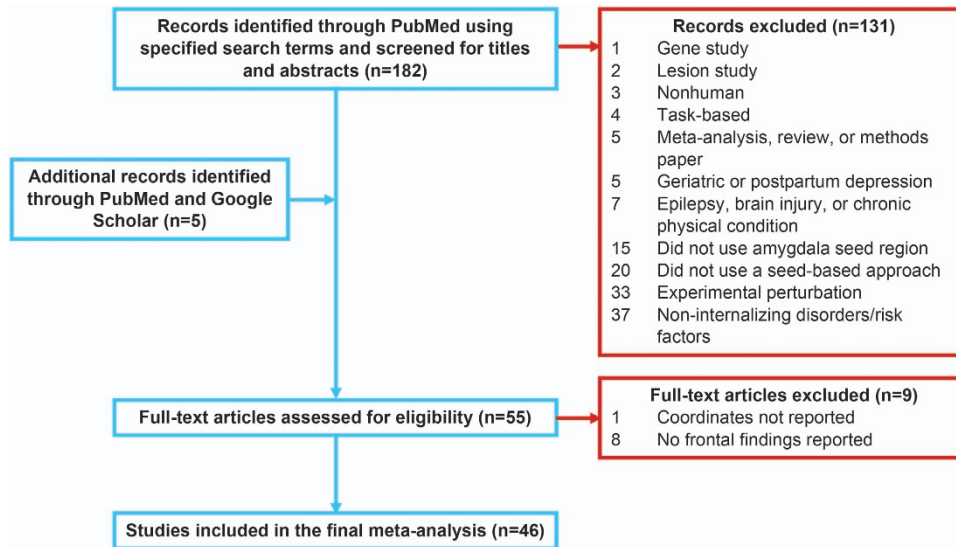 Records identified through PubMed using
specified search terms and screened for titles
and abstracts (n=182)
Records excluded (n=131)
1 Gene study
2 Lesion study
3 Nonhuman
4 Task-based
5 Meta-analysis, review, or methods
paper
5 Geriatric or postpartum depression
7 Epilepsy, brain injury, or chronic
physical condition
15 Did not use amygdala seed region
20 Did not use a seed-based approach
33 Experimental perturbation
37 Non-internalizing disorders/risk
factors
Additional records identified
through PubMed and Google
Scholar (n=5)
Full-text articles assessed for eligibility (n=55)
Full-text articles excluded (n=9)
1 Coordinates not reported
8 No frontal findings reported
Studies included in the final meta-analysis (n=46)